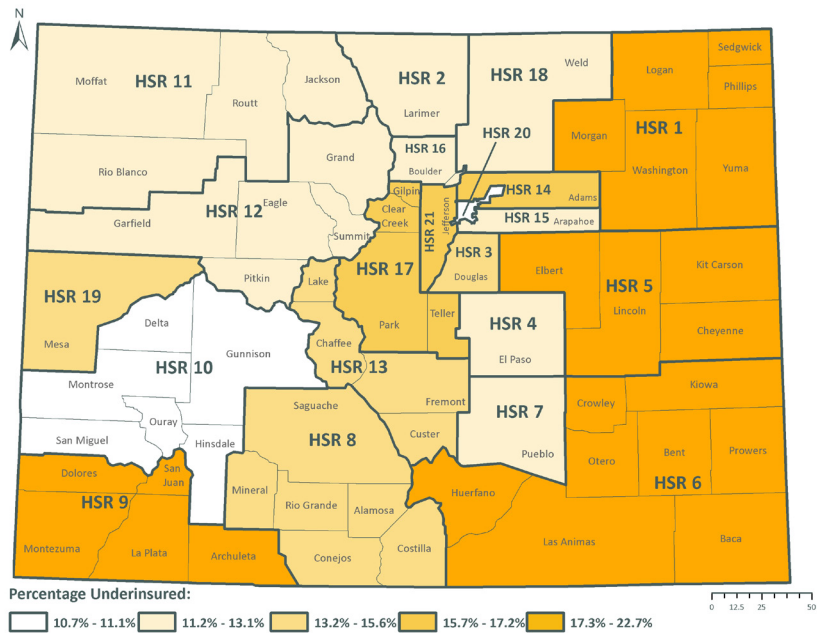 N
Sedgwick
Logan
Phillips
Weld
HSR 18
HSR 2
Larimer
Jackson
Moffat
HSR 11
Routt
HSR 20
Morgan
HSR 1
Washington
Yuma
HSR 16
Boulder
Grand
Rio Blanco
Gilpin
HSR 14
Adams
Eagle
HSR 12
Clear
Creek
Jefferson
HSR 21
HSR 15
Arapahoe
Garfield
Summit
HSR 3
Douglas
Elbert
HSR 5
Kit Carson
Lincoln
Cheyenne
Pitkin
Lake
HSR 17
HSR 19
Mesa
Park
Teller
HSR 4
El Paso
Delta
Gunnison
Chaffee
HSR 10
HSR 13
Montrose
Fremont
Kiowa
Crowley
HSR 7
Pueblo
Saguache
Ouray
San Miguel
Hinsdale
HSR 8
Custer
Otero
Bent
Prowers
HSR 6
Dolores
San
Juan
HSR 9
Mineral
Rio Grande
Alamosa
Huerfano
Montezuma
La Plata
Archuleta
Conejos
Costilla
Las Animas
Baca
Percentage Underinsured:
10.7% - 11.1% 11.2% - 13.1% 13.2% - 15.6% 15.7% - 17.2% 17.3% - 22.7%
0 12.5 25 50